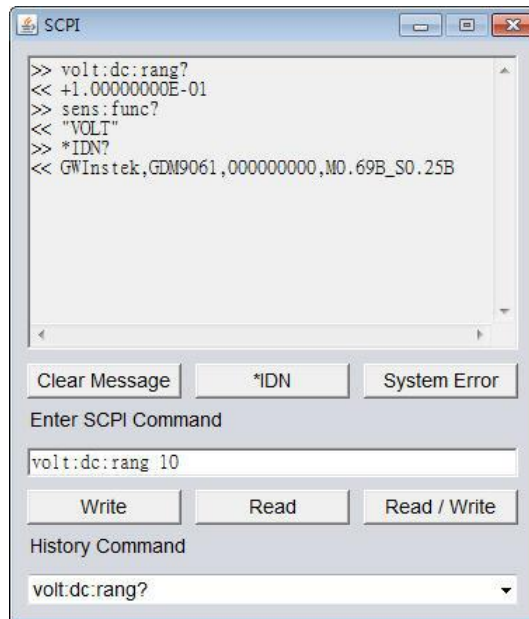 SCPI
>> volt:dc:rang?
<< +1.00000000E-01
>> sens:func?
<< "VOLT"
>> *IDN?
<< GWInstek,GDM9061,000000000,M0.69B_S0.25B
Clear Message *IDN System Error
Enter SCPI Command
volt:dc:rang 10
Write Read Read / Write
History Command
volt:dc:rang?